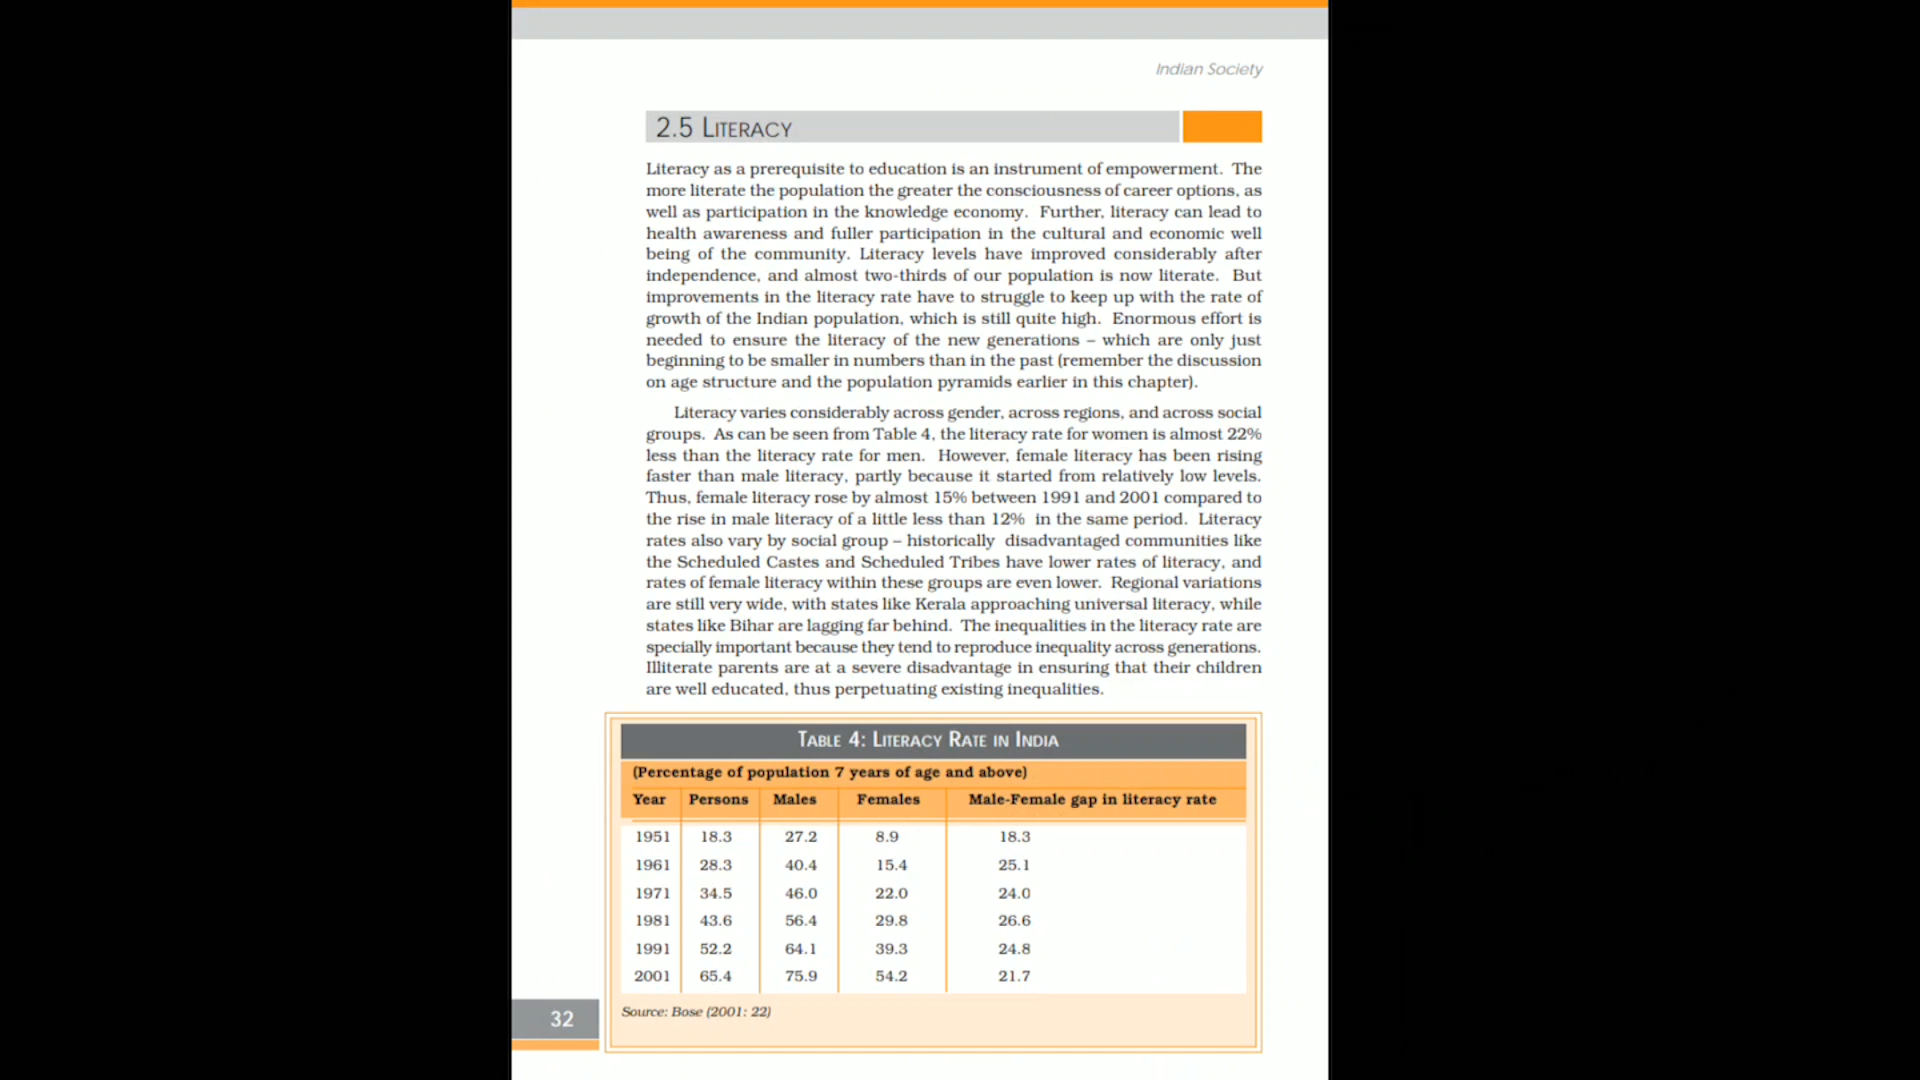 Indian Society
2.5 LITERACY
Literacy as a prerequisite to education is an instrument of empowerment. The
more literate the population the greater the consciousness of career options, as
well as participation in the knowledge economy. Further, literacy can lead to
health awareness and fuller participation in the cultural and economic well
being of the community. Literacy levels have improved considerably after
independence, and almost two-thirds of our population is now literate. But
improvements in the literacy rate have to struggle to keep up with the rate of
growth of the Indian population, which is still quite high. Enormous effort is
needed to ensure the literacy of the new generations – which are only just
beginning to be smaller in numbers than in the past (remember the discussion
on age structure and the population pyramids earlier in this chapter).
Literacy varies considerably across gender, across regions, and across social
groups. As can be seen from Table 4, the literacy rate for women is almost 22%
less than the literacy rate for men. However, female literacy has been rising
faster than male literacy, partly because it started from relatively low levels.
Thus, female literacy rose by almost 15% between 1991 and 2001 compared to
the rise in male literacy of a little less than 12% in the same period. Literacy
rates also vary by social group – historically disadvantaged communities like
the Scheduled Castes and Scheduled Tribes have lower rates of literacy, and
rates of female literacy within these groups are even lower. Regional variations
are still very wide, with states like Kerala approaching universal literacy, while
states like Bihar are lagging far behind. The inequalities in the literacy rate are
specially important because they tend to reproduce inequality across generations.
Illiterate parents are at a severe disadvantage in ensuring that their children
are well educated, thus perpetuating existing inequalities.
TABLE 4: LITERACY RATE IN INDIA
(Percentage of population 7 years of age and above)
Year Persons Males Females Male-Female gap in literacy rate
1951 18.3 27.2 8.9 18.3
1961 28.3 40.4 15.4 25.1
1971 34.5 46.0 22.0 24.0
1981 43.6 56.4 29.8 26.6
1991 52.2 64.1 39.3 24.8
2001 65.4 75.9 54.2 21.7
Source: Bose (2001: 22)
32